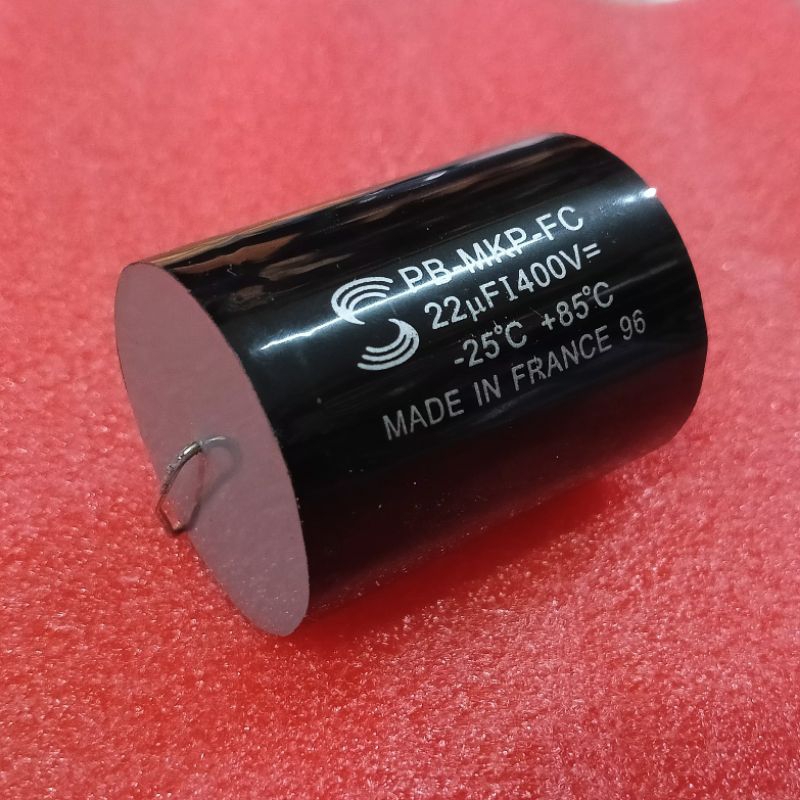 PB-MKP-FC
22µFI400V=
-25°C +85°C
MADE IN FRANCE 96